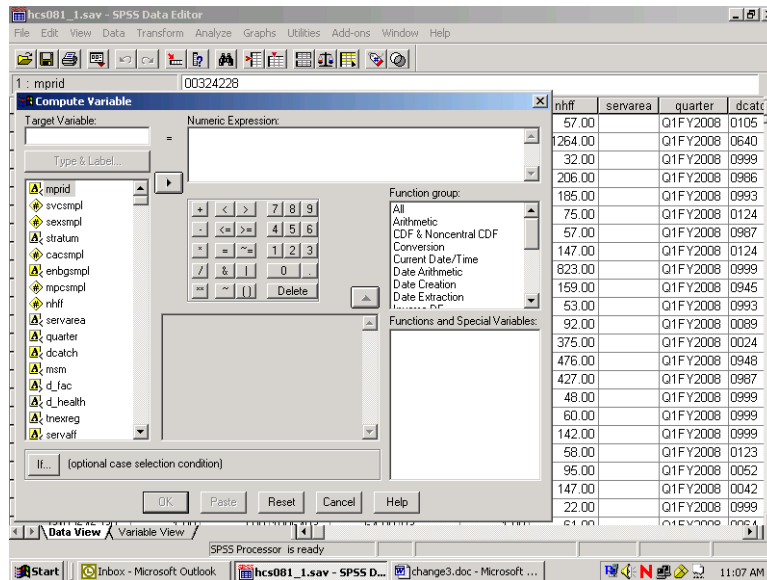 hcs081_1.sav - SPSS Data Editor
File Edit View Data Transform Analyze Graphs Utilities Add-ons Window Help
1 : mprid 00324228
Compute Variable
Target Variable:
Numeric Expression:
=
Type & Label...
mprid
svcsmpl
sexsmpl
stratum
cacsmpl
enbgsmpl
mpcsmpl
nhff
servarea
quarter
dcatch
msm
d_fac
d_health
tnexreg
servaff
+ < > 7 8 9
- <= >= 4 5 6
* = ~= 1 2 3
/ & | 0 .
** ~ () Delete
Function group:
All
Arithmetic
CDF & Noncentral CDF
Conversion
Current Date/Time
Date Arithmetic
Date Creation
Date Extraction
Functions and Special Variables:
If... (optional case selection condition)
OK Paste Reset Cancel Help
nhff servarea quarter dcatc
57.00 Q1FY2008 0105
1264.00 Q1FY2008 0640
32.00 Q1FY2008 0999
206.00 Q1FY2008 0986
185.00 Q1FY2008 0993
75.00 Q1FY2008 0124
57.00 Q1FY2008 0987
147.00 Q1FY2008 0124
823.00 Q1FY2008 0999
159.00 Q1FY2008 0945
53.00 Q1FY2008 0993
92.00 Q1FY2008 0089
375.00 Q1FY2008 0024
476.00 Q1FY2008 0948
427.00 Q1FY2008 0987
48.00 Q1FY2008 0999
60.00 Q1FY2008 0999
142.00 Q1FY2008 0999
58.00 Q1FY2008 0123
95.00 Q1FY2008 0052
147.00 Q1FY2008 0042
22.00 Q1FY2008 0999
61.00 Q1FY2008 0064
Data View Variable View
SPSS Processor is ready
Start Inbox - Microsoft Outlook hcs081_1.sav - SPSS D... change3.doc - Microsoft ... 11:07 AM